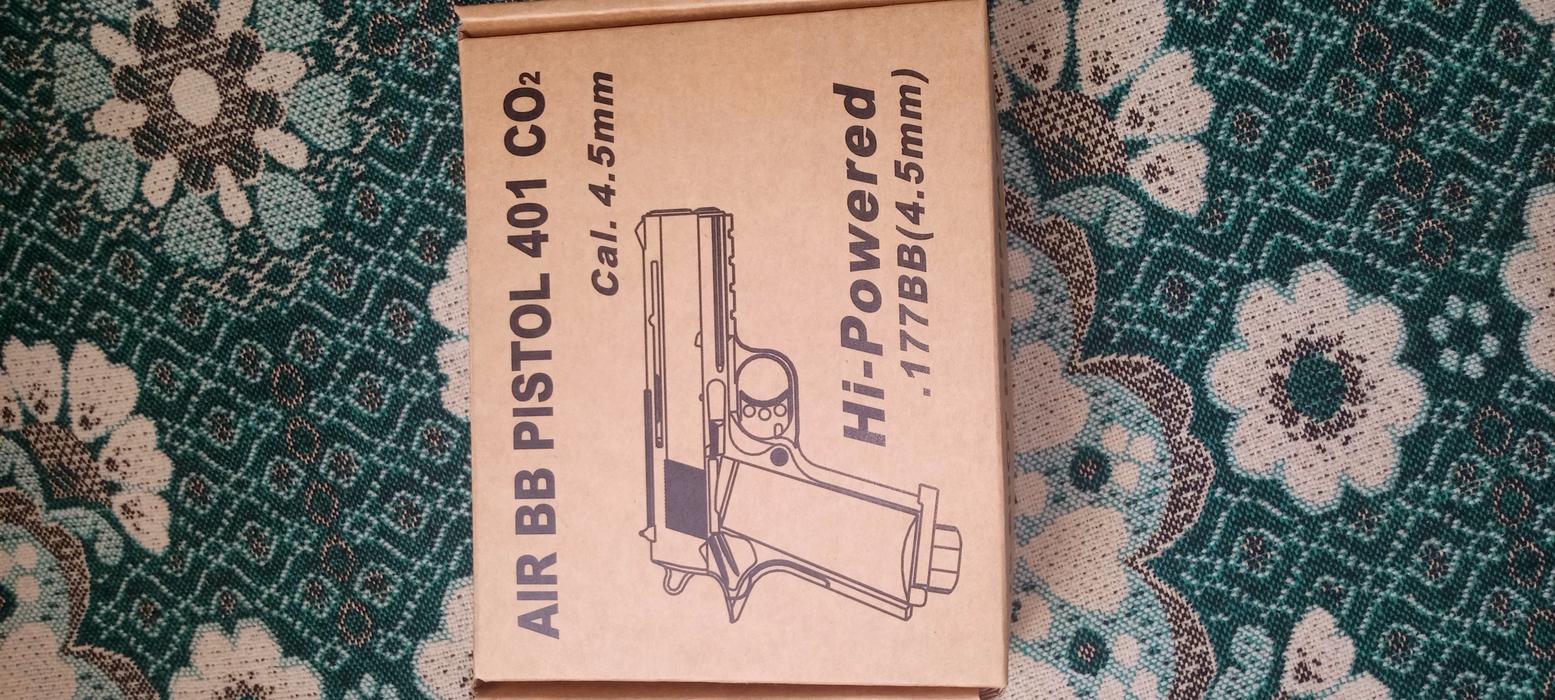 AIR BB PISTOL 401 CO₂
Cal. 4.5mm
Hi-Powered
.177BB(4.5mm)